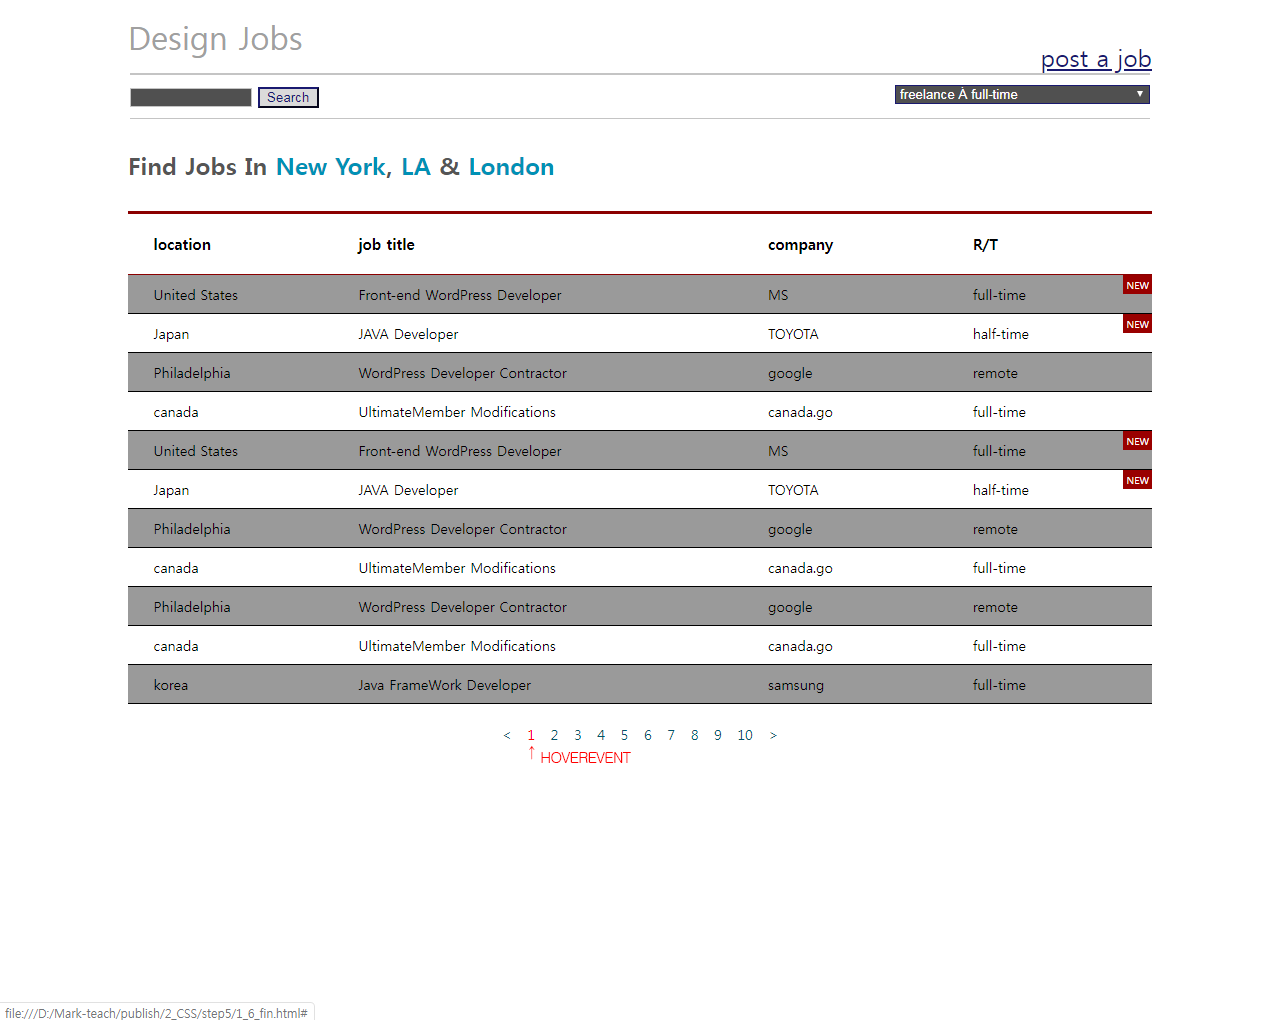 Design Jobs
post a job
Search
freelance À full-time
Find Jobs In New York, LA & London
location job title company R/T
United States Front-end WordPress Developer MS full-time NEW
Japan JAVA Developer TOYOTA half-time NEW
Philadelphia WordPress Developer Contractor google remote
canada UltimateMember Modifications canada.go full-time
United States Front-end WordPress Developer MS full-time NEW
Japan JAVA Developer TOYOTA half-time NEW
Philadelphia WordPress Developer Contractor google remote
canada UltimateMember Modifications canada.go full-time
Philadelphia WordPress Developer Contractor google remote
canada UltimateMember Modifications canada.go full-time
korea Java FrameWork Developer samsung full-time
< 1 2 3 4 5 6 7 8 9 10 >
↑ HOVEREVENT
file:///D:/Mark-teach/publish/2_CSS/step5/1_6_fin.html#